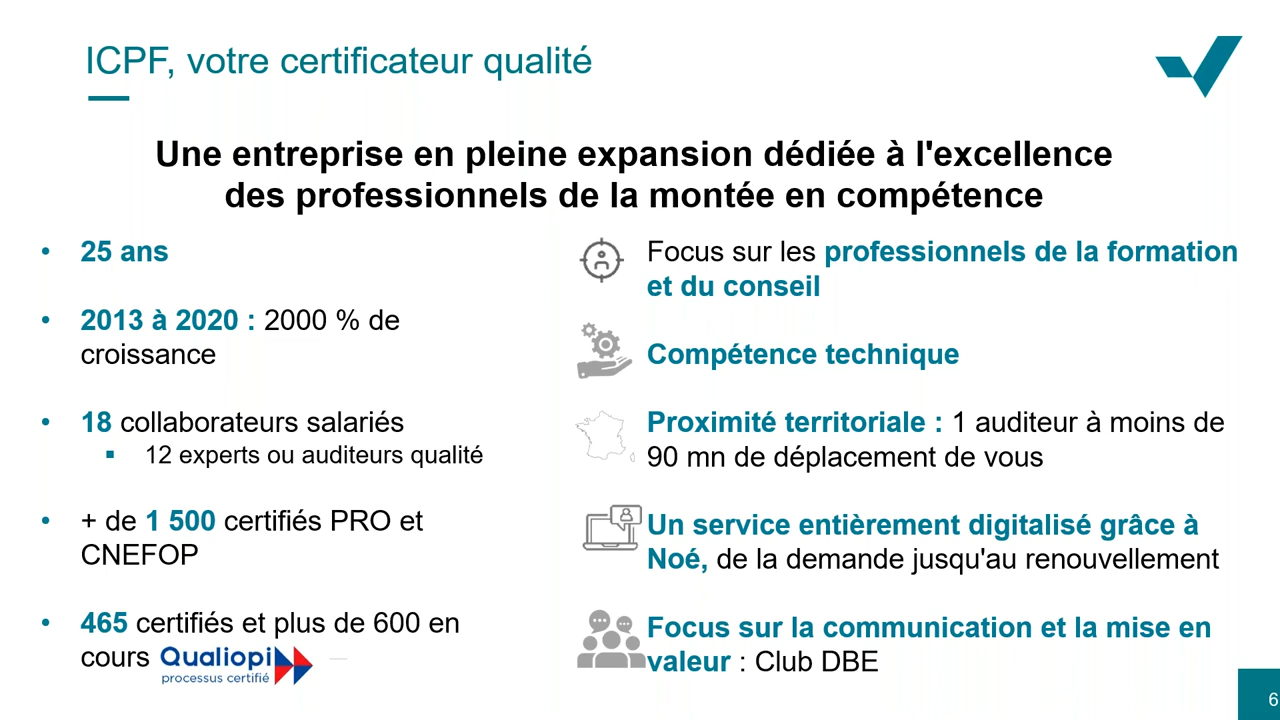 ICPF, votre certificateur qualité
Une entreprise en pleine expansion dédiée à l'excellence
des professionnels de la montée en compétence
• 25 ans
• 2013 à 2020 : 2000 % de
croissance
• 18 collaborateurs salariés
▪ 12 experts ou auditeurs qualité
• + de 1 500 certifiés PRO et
CNEFOP
• 465 certifiés et plus de 600 en
cours Qualiopi
processus certifié
Focus sur les professionnels de la formation
et du conseil
Compétence technique
Proximité territoriale : 1 auditeur à moins de
90 mn de déplacement de vous
Un service entièrement digitalisé grâce à
Noé, de la demande jusqu'au renouvellement
Focus sur la communication et la mise en
valeur : Club DBE
6